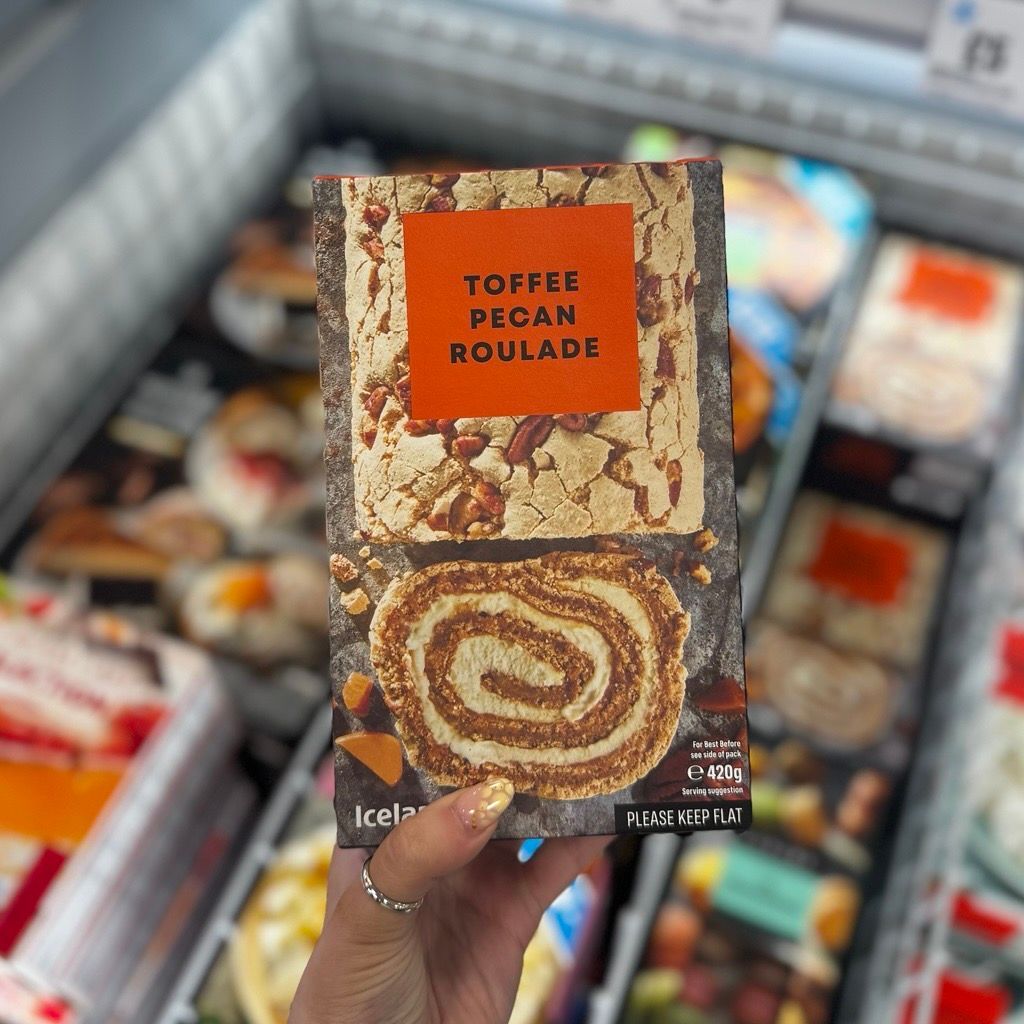 TOFFEE
PECAN
ROULADE
For Best Before
see side of pack
℮ 420g
Serving suggestion
PLEASE KEEP FLAT